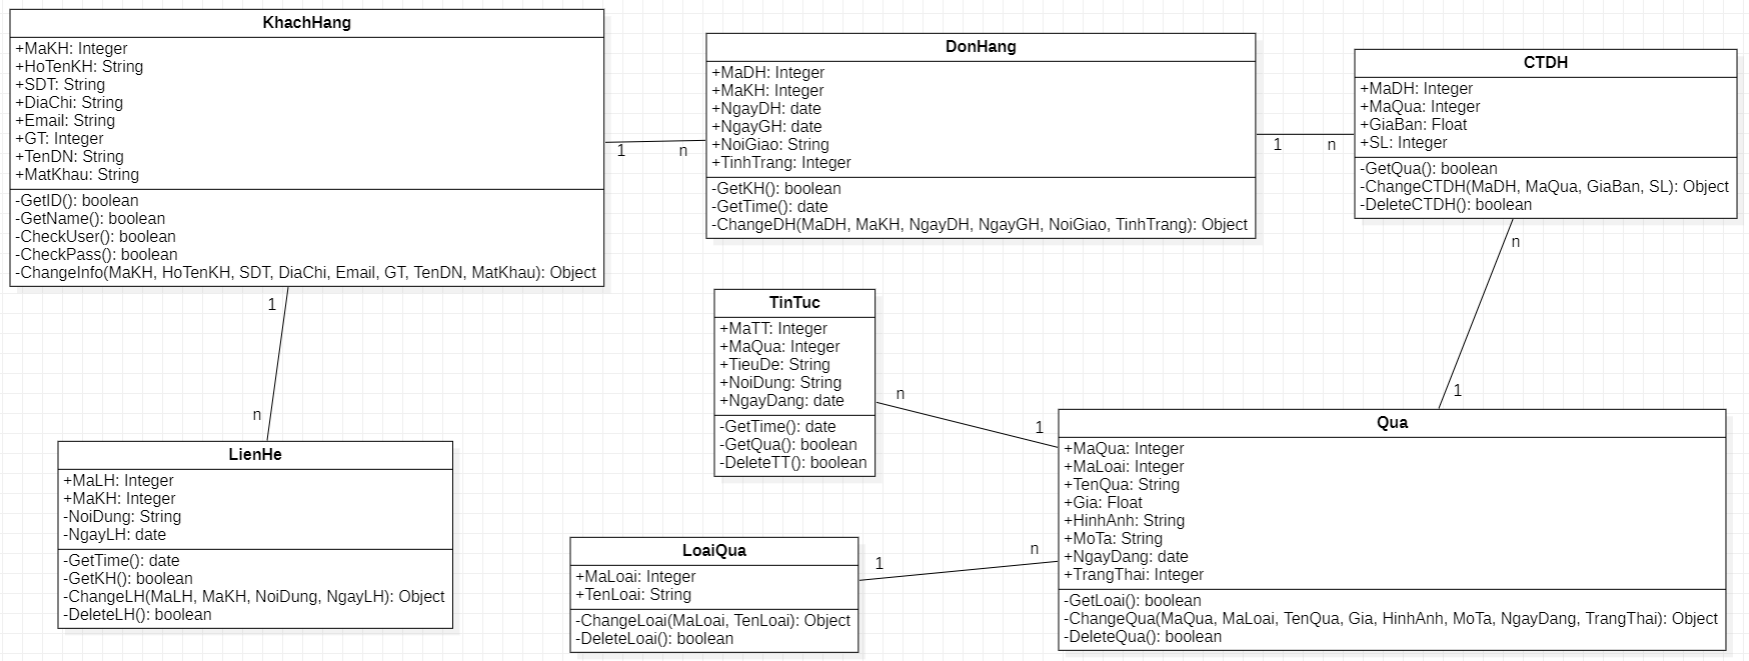 KhachHang
+MaKH: Integer
+HoTenKH: String
+SDT: String
+DiaChi: String
+Email: String
+GT: Integer
+TenDN: String
+MatKhau: String
-GetID(): boolean
-GetName(): boolean
-CheckUser(): boolean
-CheckPass(): boolean
-ChangeInfo(MaKH, HoTenKH, SDT, DiaChi, Email, GT, TenDN, MatKhau): Object
1
n
DonHang
+MaDH: Integer
+MaKH: Integer
+NgayDH: date
+NgayGH: date
+NoiGiao: String
+TinhTrang: Integer
-GetKH(): boolean
-GetTime(): date
-ChangeDH(MaDH, MaKH, NgayDH, NgayGH, NoiGiao, TinhTrang): Object
1
n
CTDH
+MaDH: Integer
+MaQua: Integer
+GiaBan: Float
+SL: Integer
-GetQua(): boolean
-ChangeCTDH(MaDH, MaQua, GiaBan, SL): Object
-DeleteCTDH(): boolean
n
1
1
n
TinTuc
+MaTT: Integer
+MaQua: Integer
+TieuDe: String
+NoiDung: String
+NgayDang: date
-GetTime(): date
-GetQua(): boolean
-DeleteTT(): boolean
n
1
LienHe
+MaLH: Integer
+MaKH: Integer
-NoiDung: String
-NgayLH: date
-GetTime(): date
-GetKH(): boolean
-ChangeLH(MaLH, MaKH, NoiDung, NgayLH): Object
-DeleteLH(): boolean
LoaiQua
+MaLoai: Integer
+TenLoai: String
-ChangeLoai(MaLoai, TenLoai): Object
-DeleteLoai(): boolean
1
n
Qua
+MaQua: Integer
+MaLoai: Integer
+TenQua: String
+Gia: Float
+HinhAnh: String
+MoTa: String
+NgayDang: date
+TrangThai: Integer
-GetLoai(): boolean
-ChangeQua(MaQua, MaLoai, TenQua, Gia, HinhAnh, MoTa, NgayDang, TrangThai): Object
-DeleteQua(): boolean